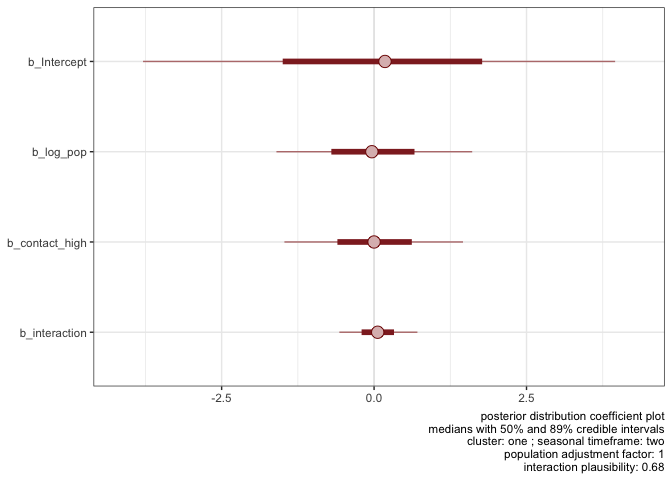 b_Intercept
b_log_pop
b_contact_high
b_interaction
-2.5 0.0 2.5
posterior distribution coefficient plot
medians with 50% and 89% credible intervals
cluster: one ; seasonal timeframe: two
population adjustment factor: 1
interaction plausibility: 0.68